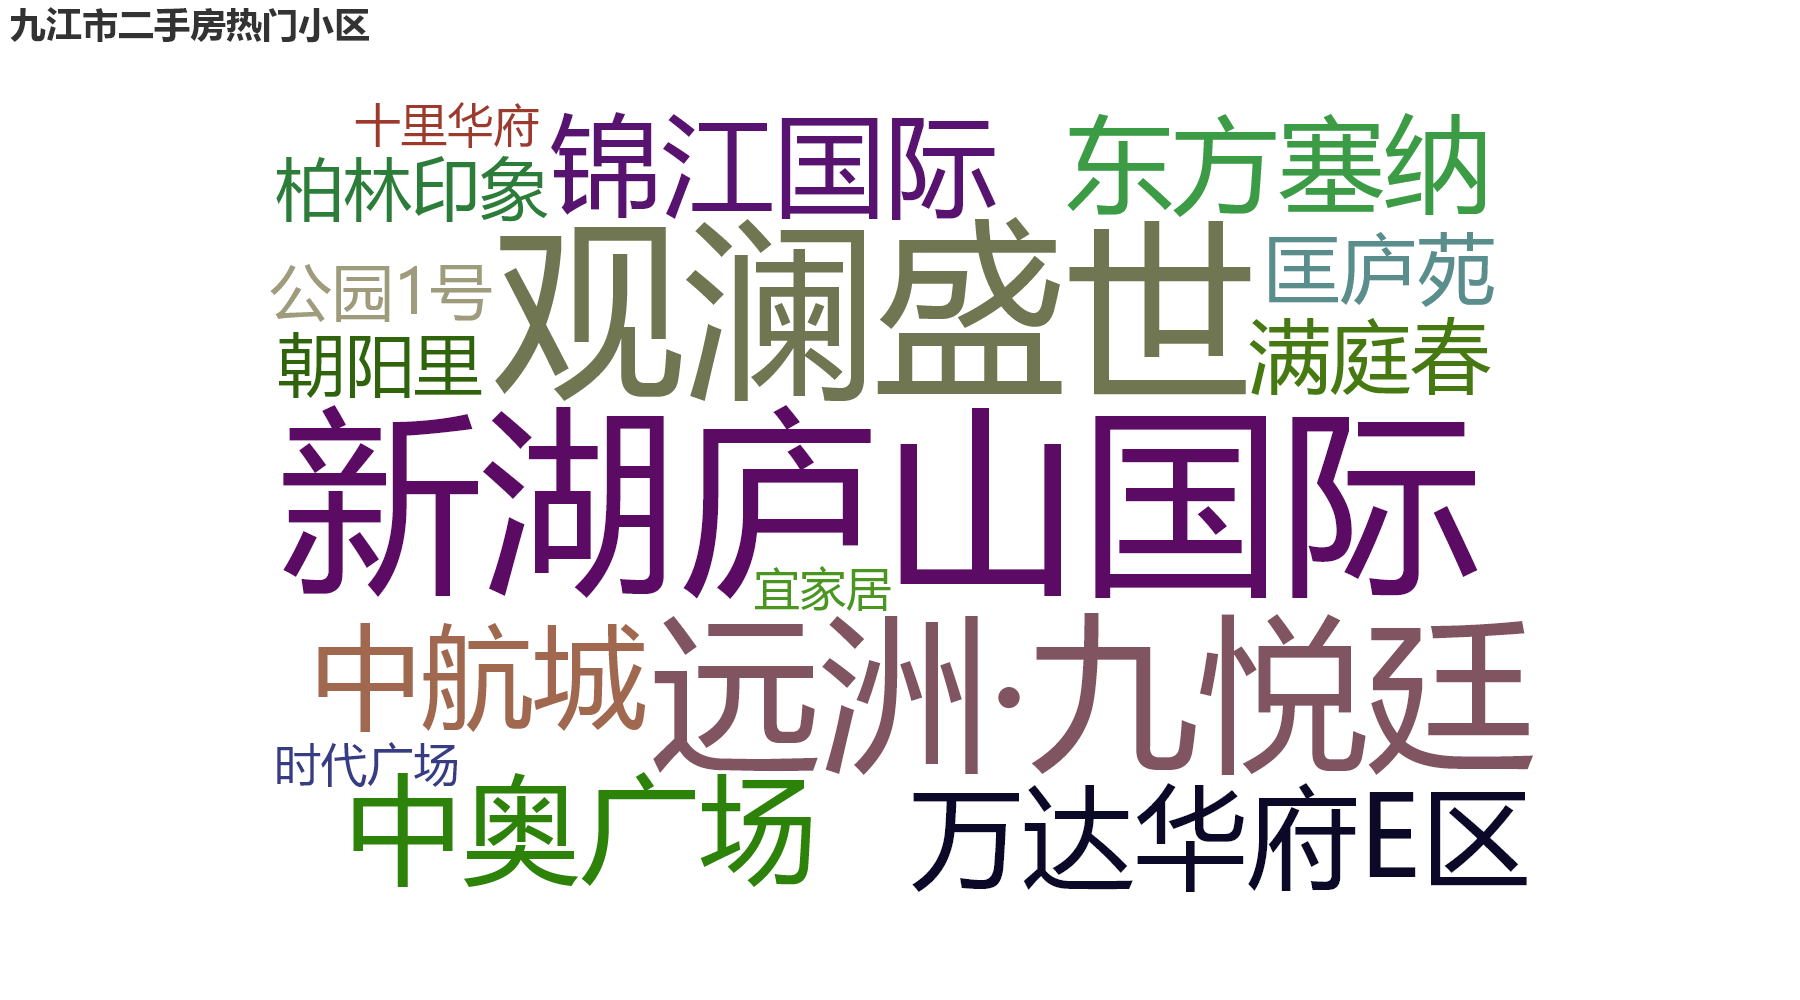 九江市二手房热门小区
十里华府
锦江国际
东方塞纳
柏林印象
观澜盛世
匡庐苑
公园1号
朝阳里
满庭春
新湖庐山国际
宜家居
中航城
远洲·九悦廷
时代广场
中奥广场
万达华府E区